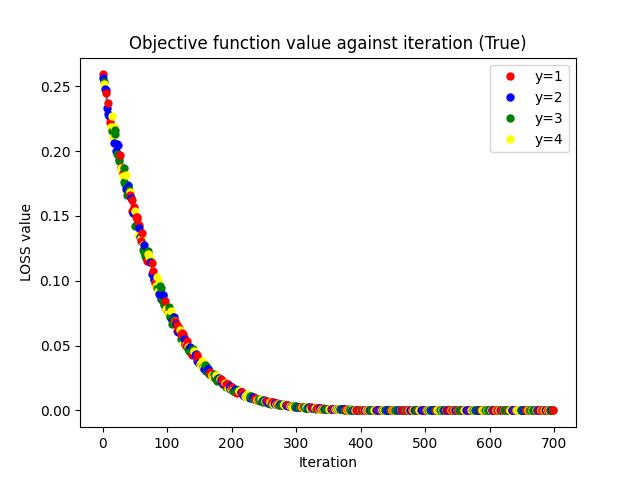 Objective function value against iteration (True)
y=1
y=2
y=3
y=4
LOSS value
0.25
0.20
0.15
0.10
0.05
0.00
0 100 200 300 400 500 600 700
Iteration